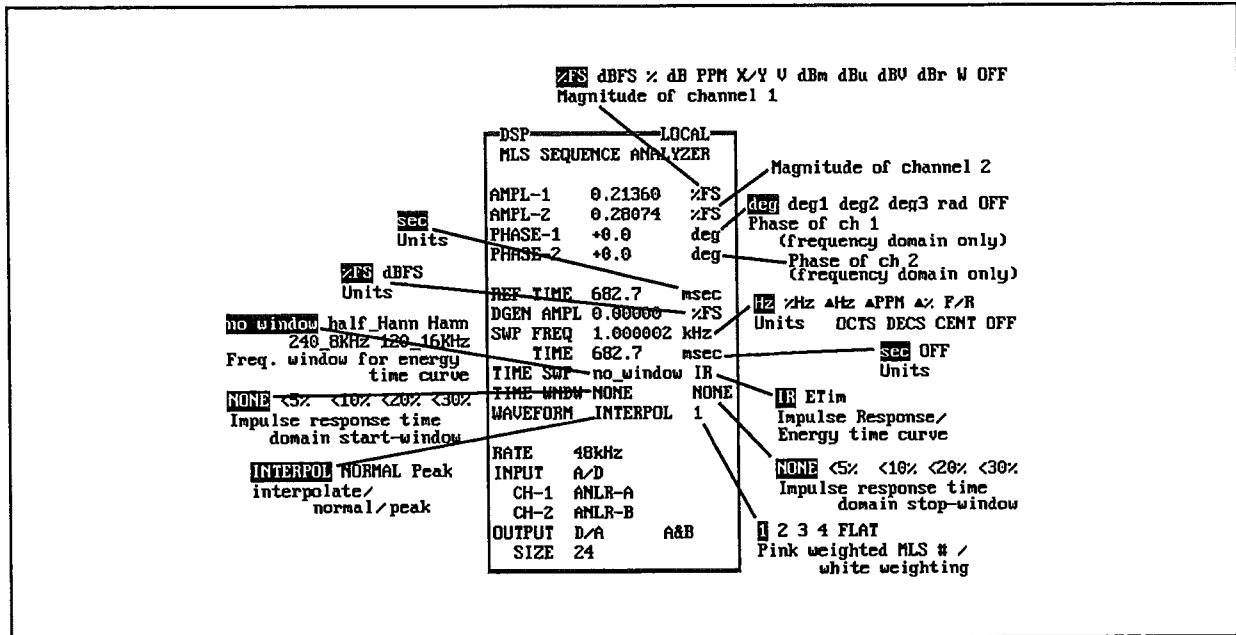 %FS dBFS % dB PPM X/Y V dBm dBu dBV dBr W OFF
Magnitude of channel 1
DSP LOCAL
MLS SEQUENCE ANALYZER
AMPL-1 0.21360 %FS
AMPL-2 0.28074 %FS
PHASE-1 +0.0 deg
PHASE-2 +0.0 deg
REF TIME 682.7 msec
DGEN AMPL 0.00000 %FS
SWP FREQ 1.000002 kHz
TIME 682.7 msec
TIME SWP no_window IR
TIME WNDW NONE NONE
WAVEFORM INTERPOL 1
RATE 48kHz
INPUT A/D
CH-1 ANLR-A
CH-2 ANLR-B
OUTPUT D/A A&B
SIZE 24
sec
Units
%FS dBFS
Units
no window half_Hann Hann
240_8KHz 120_16KHz
Freq. window for energy
time curve
NONE <5% <10% <20% <30%
Impulse response time
domain start-window
INTERPOL NORMAL Peak
interpolate/
normal/peak
Magnitude of channel 2
deg deg1 deg2 deg3 rad OFF
Phase of ch 1
(frequency domain only)
Phase of ch 2
(frequency domain only)
Hz %Hz ▲Hz ▲PPM ▲% F/R
Units OCTS DECS CENT OFF
sec OFF
Units
IR ETim
Impulse Response/
Energy time curve
NONE <5% <10% <20% <30%
Impulse response time
domain stop-window
1 2 3 4 FLAT
Pink weighted MLS # /
white weighting